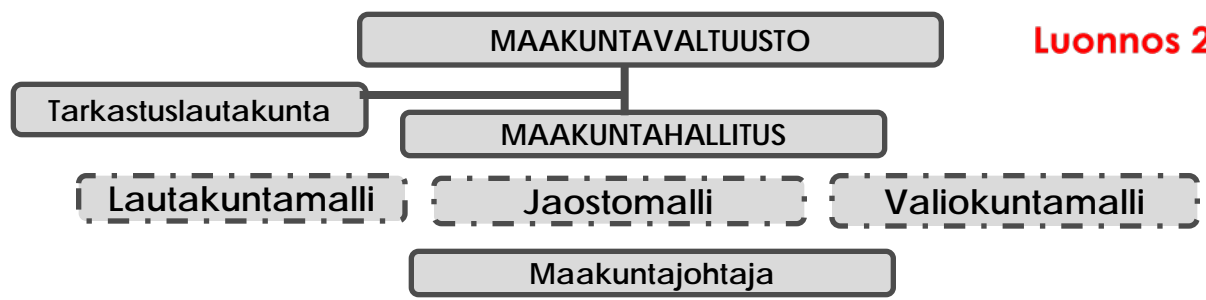 MAAKUNTAVALTUUSTO
Luonnos 2
Tarkastuslautakunta
MAAKUNTAHALLITUS
Lautakuntamalli
Jaostomalli
Valiokuntamalli
Maakuntajohtaja